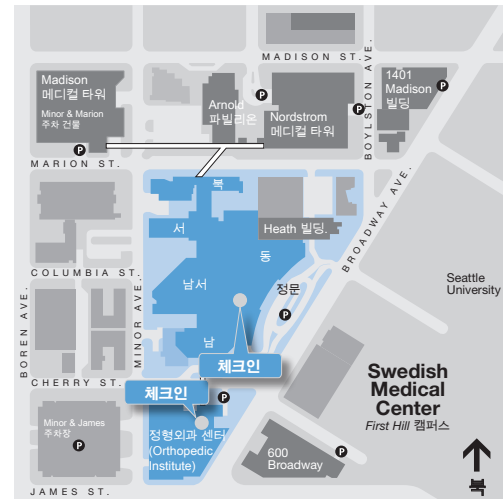 MADISON ST.
Madison
메디컬 타워
Minor & Marion
주차 건물
P
Arnold
파빌리온
P
Nordstrom
메디컬 타워
P
BOYLSTON AVE.
1401
Madison
빌딩
P
MARION ST.
북
서
Heath 빌딩.
동
BROADWAY AVE.
COLUMBIA ST.
남서
정문
Seattle
University
BOREN AVE.
MINOR AVE.
P
남
체크인
CHERRY ST.
체크인
P
Swedish
Medical
Center
First Hill 캠퍼스
Minor & James
주차장
P
정형외과 센터
(Orthopedic
Institute)
600
Broadway
P
북
JAMES ST.